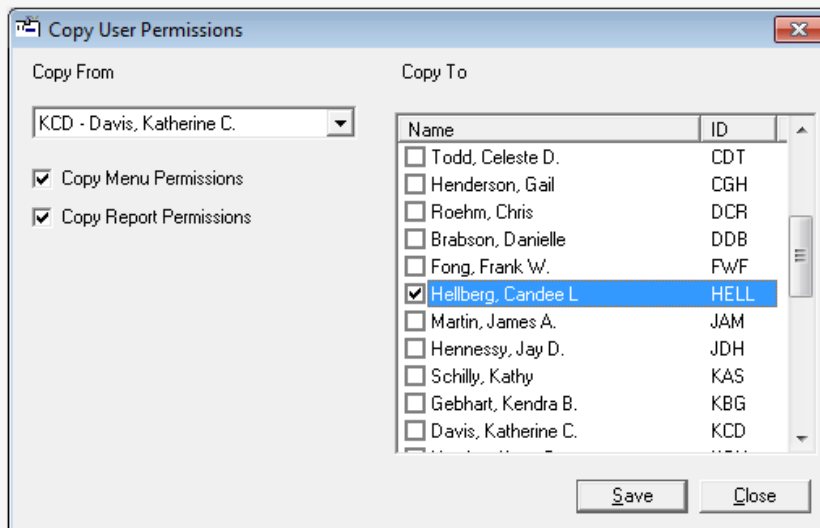 Copy User Permissions
Copy From
Copy To
KCD - Davis, Katherine C.
Copy Menu Permissions
Copy Report Permissions
Name ID
Todd, Celeste D. CDT
Henderson, Gail CGH
Roehm, Chris DCR
Brabson, Danielle DDB
Fong, Frank W. FWF
Hellberg, Candee L HELL
Martin, James A. JAM
Hennessy, Jay D. JDH
Schilly, Kathy KAS
Gebhart, Kendra B. KBG
Davis, Katherine C. KCD
Save
Close